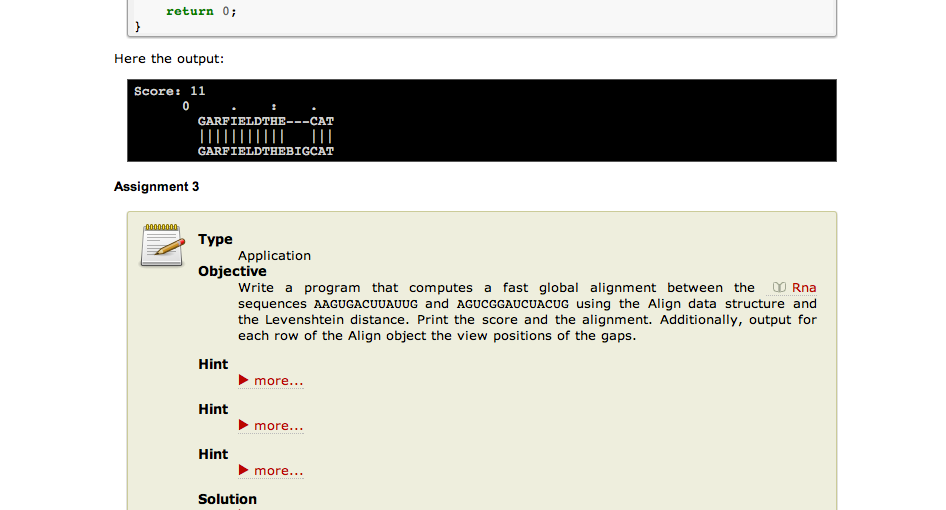 return 0;
}
Here the output:
Score: 11
0 . : .
GARFIELDTHE---CAT
||||||||||| |||
GARFIELDTHEBIGCAT
Assignment 3
Type
Application
Objective
Write a program that computes a fast global alignment between the Rna
sequences AAGUGACUUAUUG and AGUCGGAUCUACUG using the Align data structure and
the Levenshtein distance. Print the score and the alignment. Additionally, output for
each row of the Align object the view positions of the gaps.
Hint
more...
Hint
more...
Hint
more...
Solution